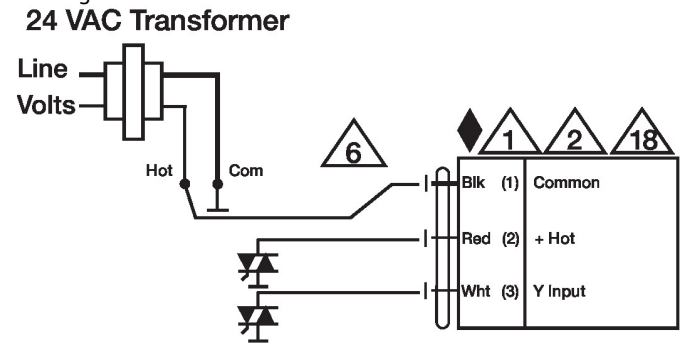 24 VAC Transformer
Line
Volts
Hot
Com
6
1
2
18
Blk (1) Common
Red (2) + Hot
Wht (3) Y Input